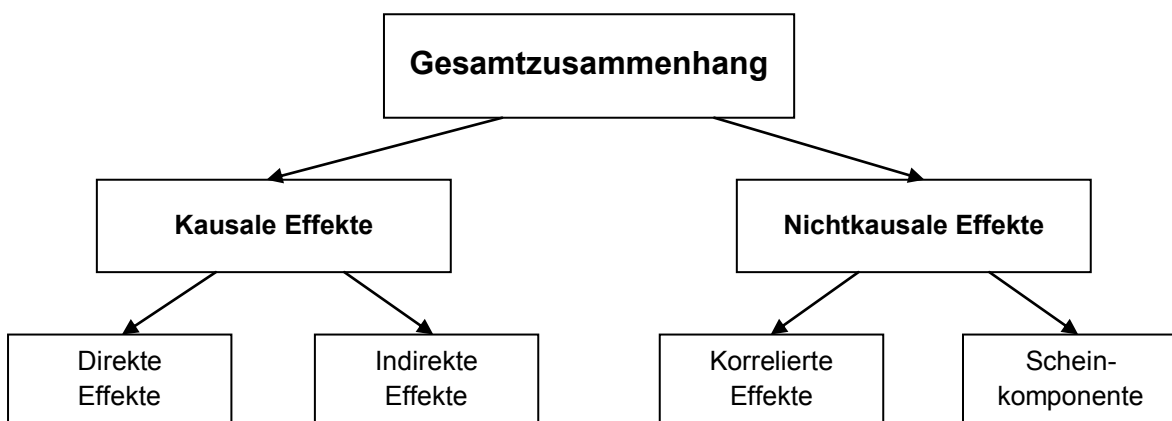 Gesamtzusammenhang
Kausale Effekte
Nichtkausale Effekte
Direkte
Effekte
Indirekte
Effekte
Korrelierte
Effekte
Schein-
komponente